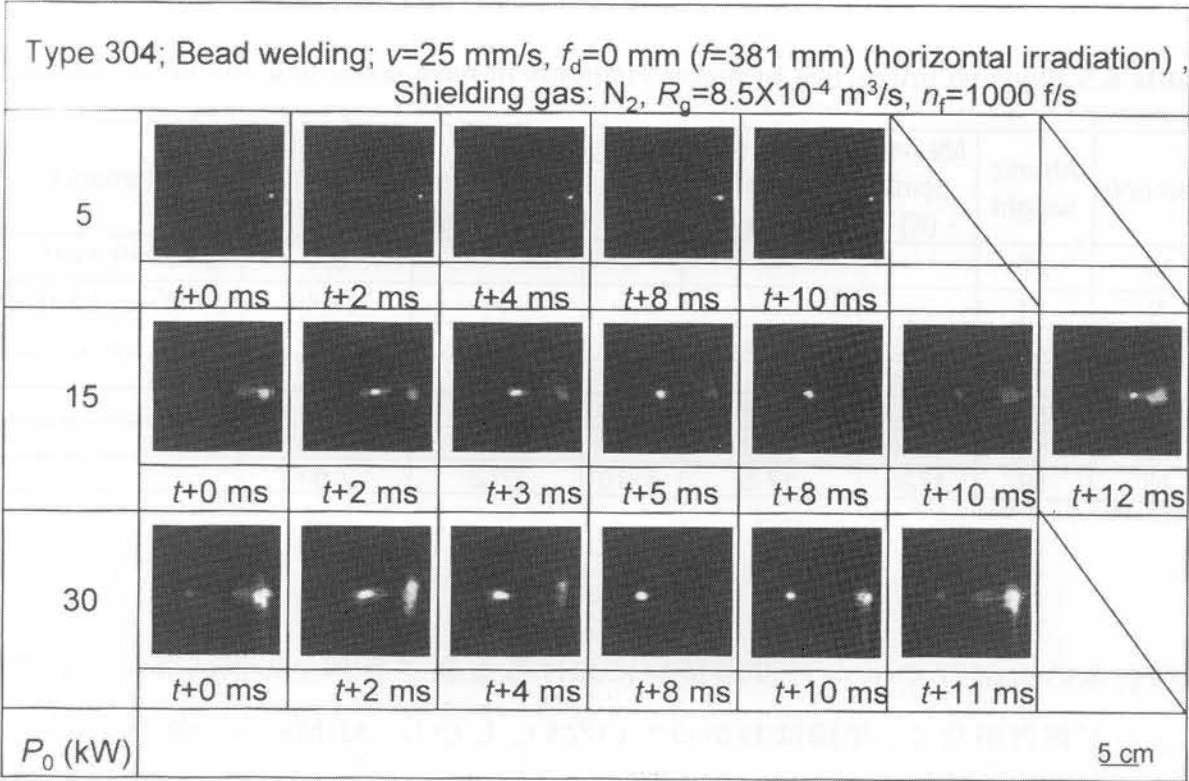 Type 304; Bead welding; v=25 mm/s, f_d=0 mm (f=381 mm) (horizontal irradiation) ,
Shielding gas: N₂, R_g=8.5X10⁻⁴ m³/s, n_f=1000 f/s
5
t+0 ms t+2 ms t+4 ms t+8 ms t+10 ms
15
t+0 ms t+2 ms t+3 ms t+5 ms t+8 ms t+10 ms t+12 ms
30
t+0 ms t+2 ms t+4 ms t+8 ms t+10 ms t+11 ms
P₀ (kW) 5 cm